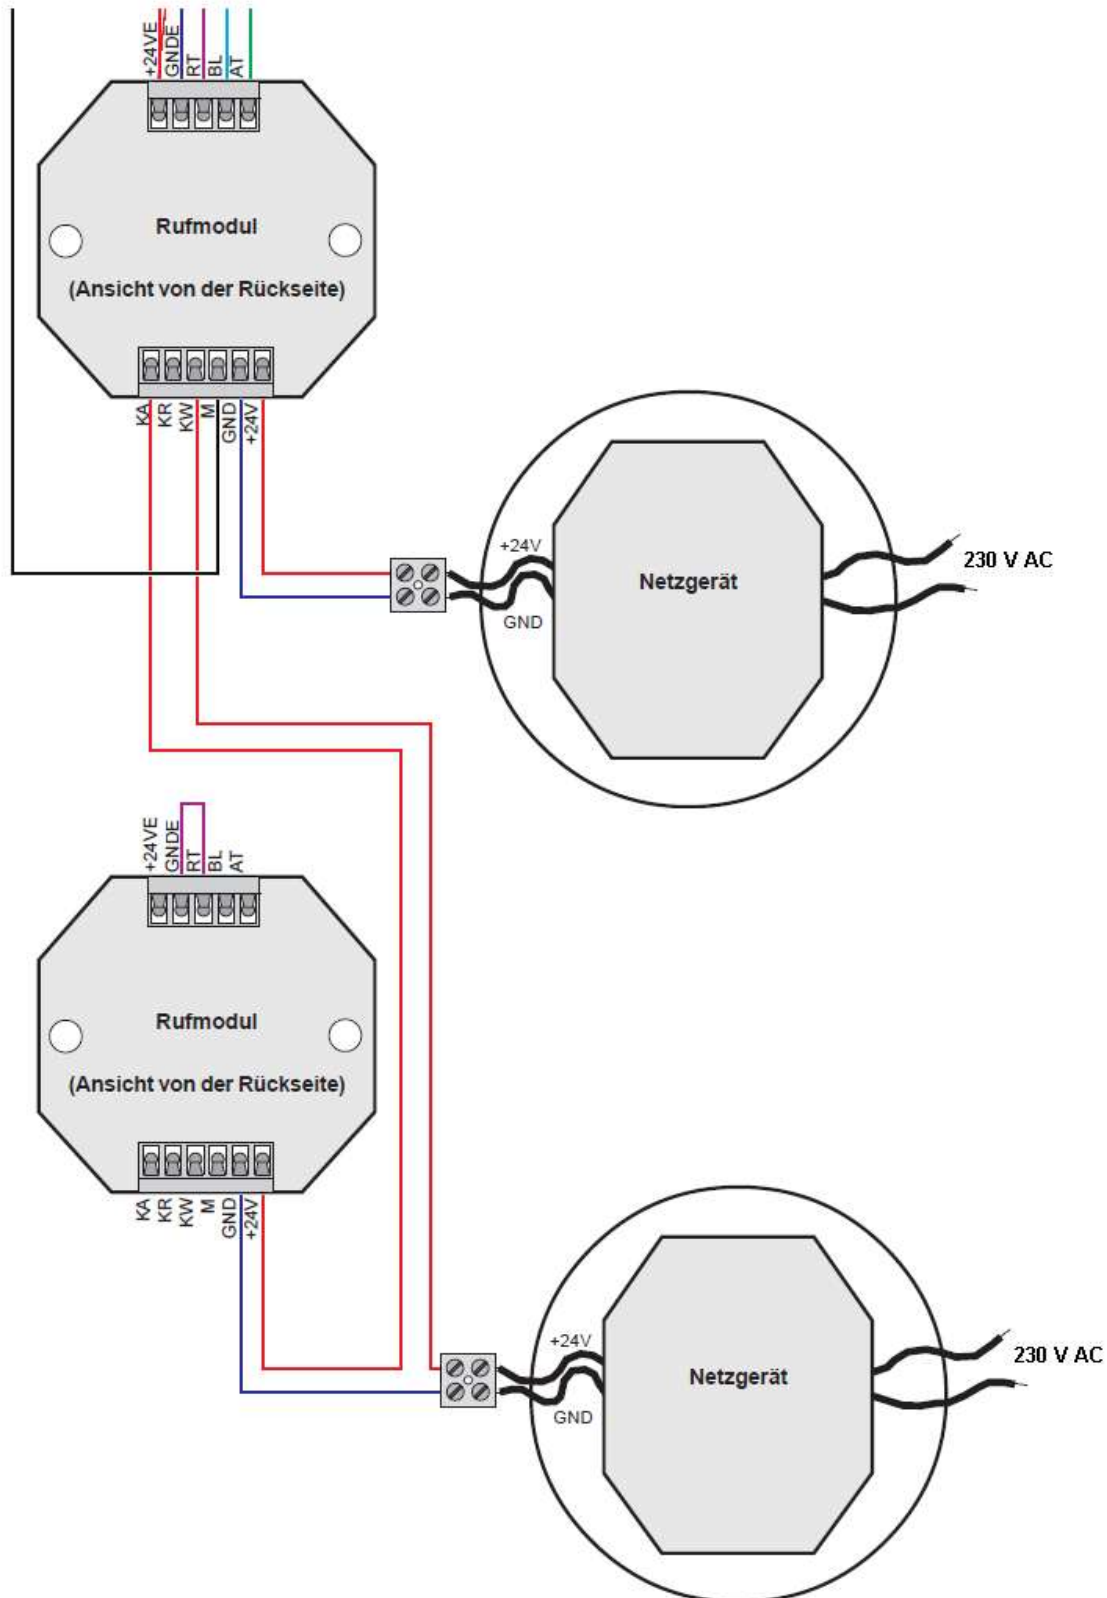 +24VE
GNDE
RT
BL
AT
Rufmodul
(Ansicht von der Rückseite)
KA
KR
KW
M
GND
+24V
+24V
GND
Netzgerät
230 V AC
+24VE
GNDE
RT
BL
AT
Rufmodul
(Ansicht von der Rückseite)
KA
KR
KW
M
GND
+24V
+24V
GND
Netzgerät
230 V AC